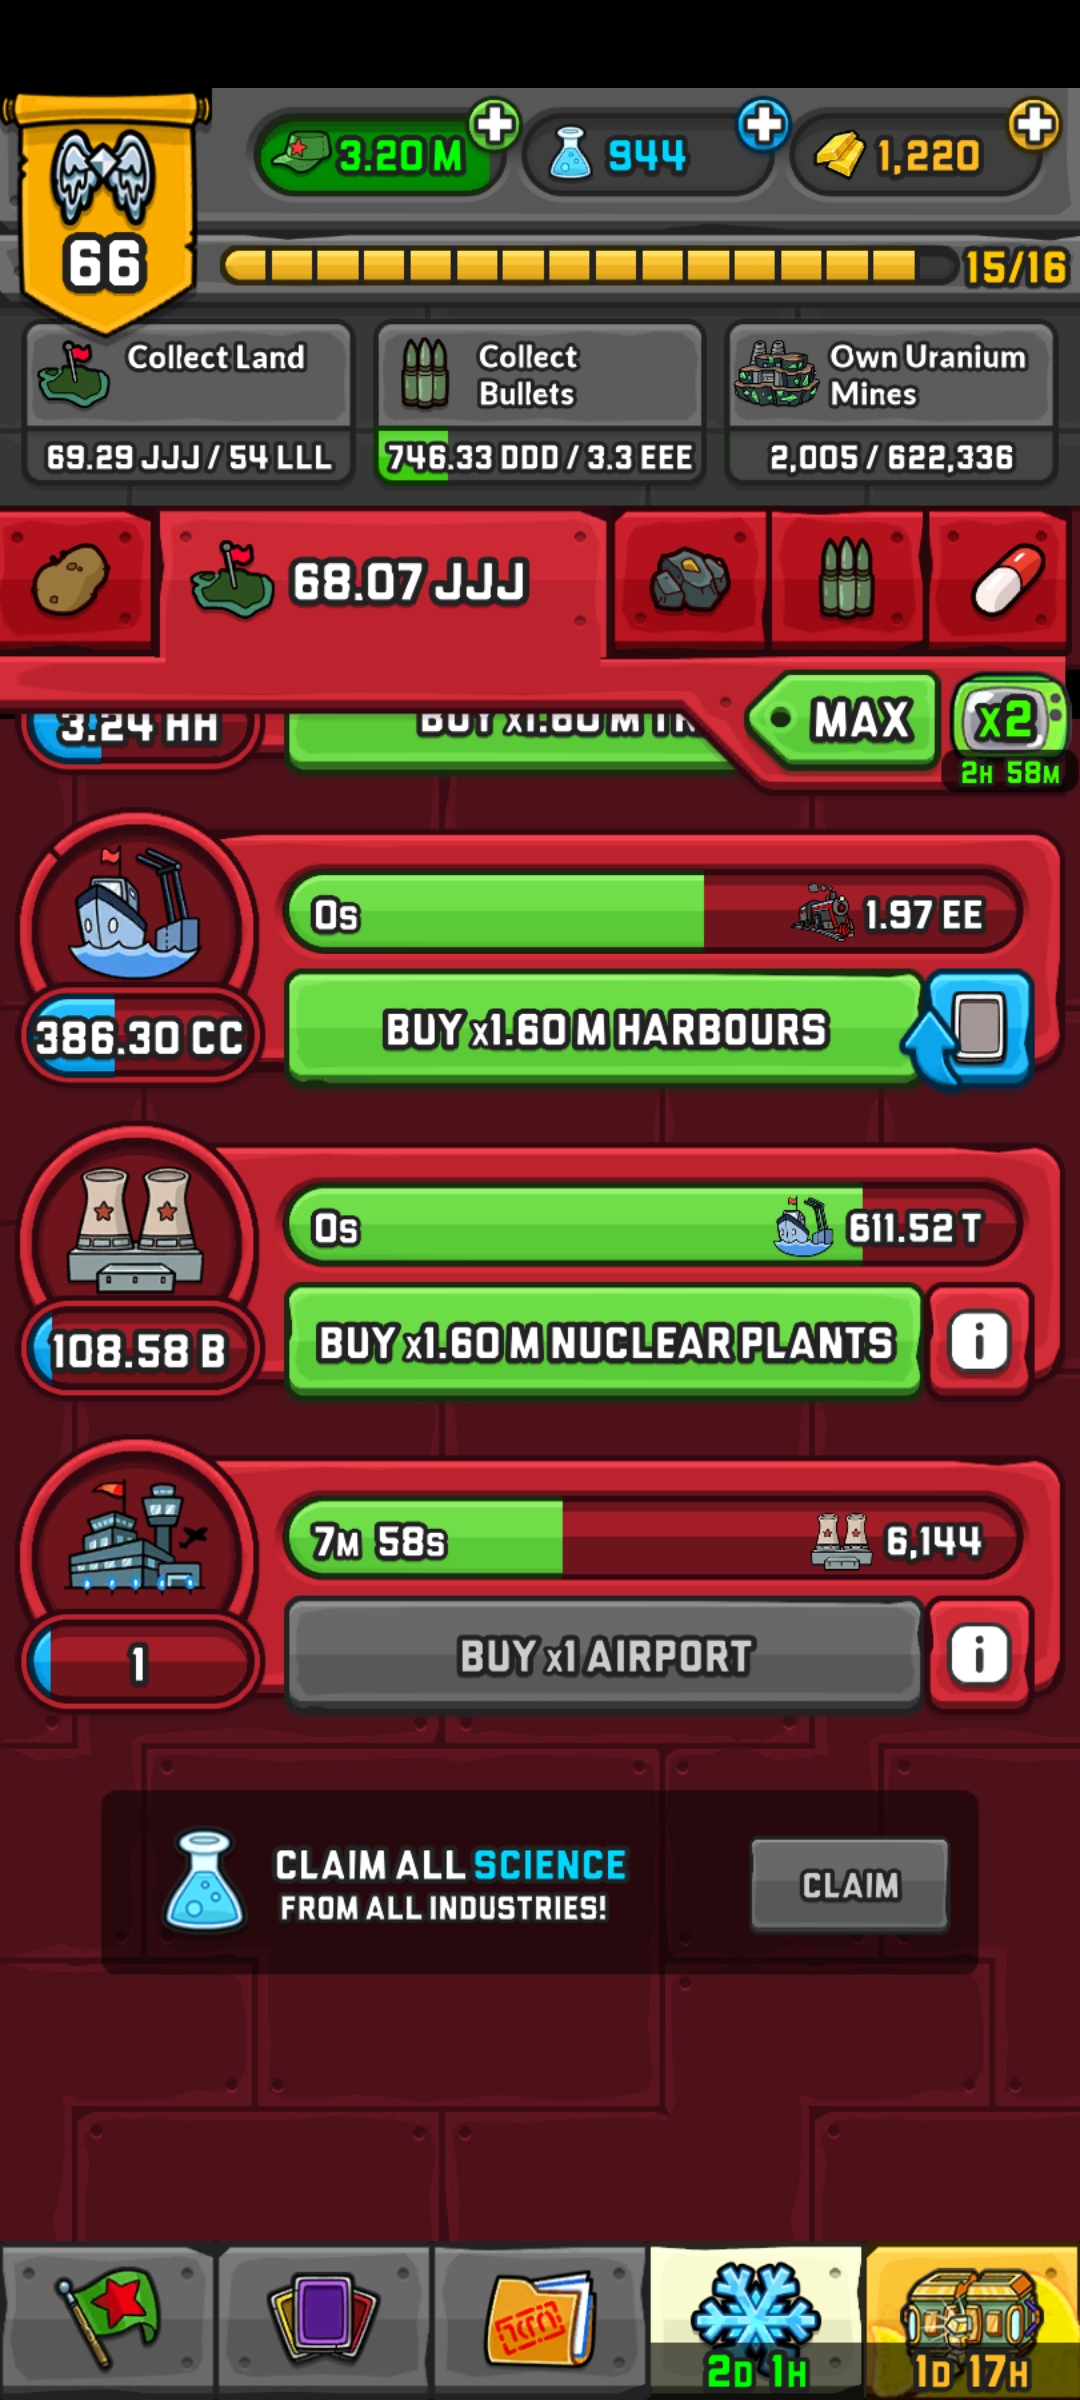 3.20 M
944
1,220
66
15/16
Collect Land
69.29 JJJ / 54 LLL
Collect
Bullets
746.33 DDD / 3.3 EEE
Own Uranium
Mines
2,005 / 622,336
68.07 JJJ
MAX
x2
2H 58M
3.24 HH
BUY x1.60 M
0s
1.97 EE
386.30 CC
BUY x1.60 M HARBOURS
0s
611.52 T
108.58 B
BUY x1.60 M NUCLEAR PLANTS
i
7M 58s
6,144
1
BUY x1 AIRPORT
i
CLAIM ALL SCIENCE
FROM ALL INDUSTRIES!
CLAIM
2D 1H
1D 17H